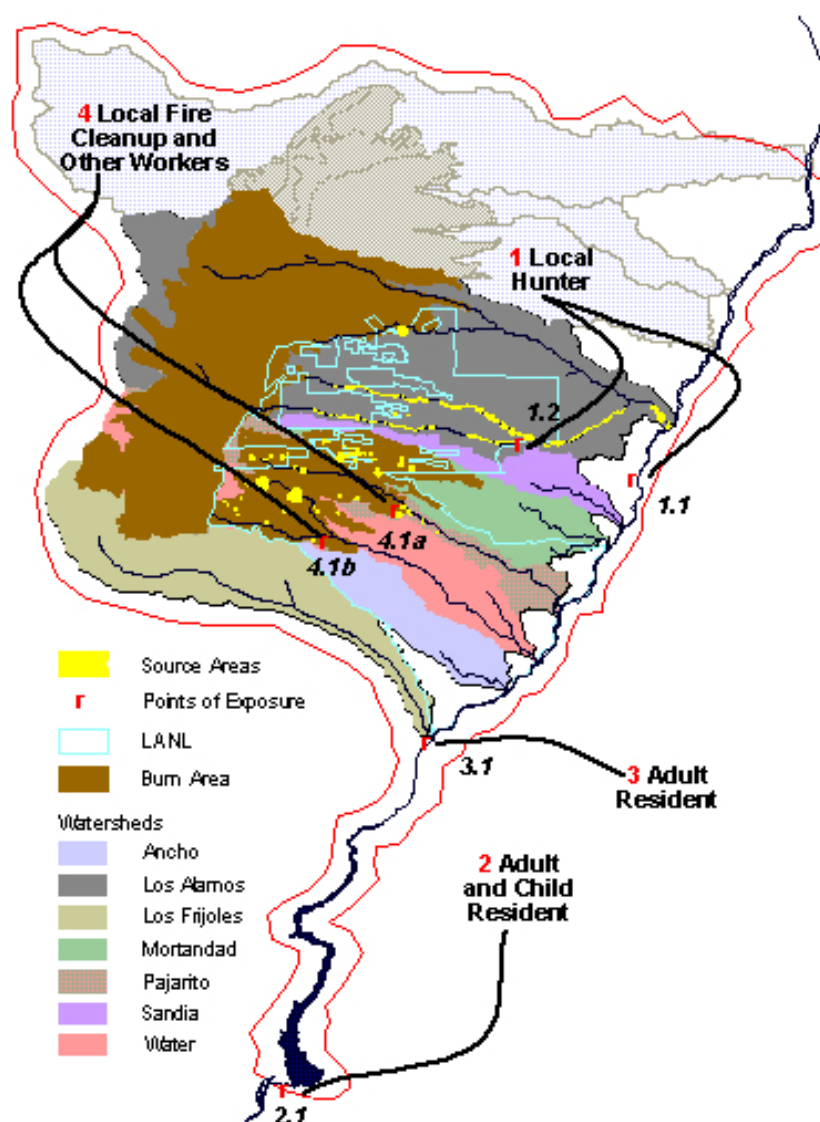 4 Local Fire
Cleanup and
Other Workers
1 Local
Hunter
1.2
1.1
4.1a
4.1b
Source Areas
r Points of Exposure
LANL
Burn Area
3.1
3 Adult
Resident
Watersheds
Ancho
Los Alamos
Los Frijoles
Mortandad
Pajarito
Sandia
Water
2 Adult
and Child
Resident
2.1